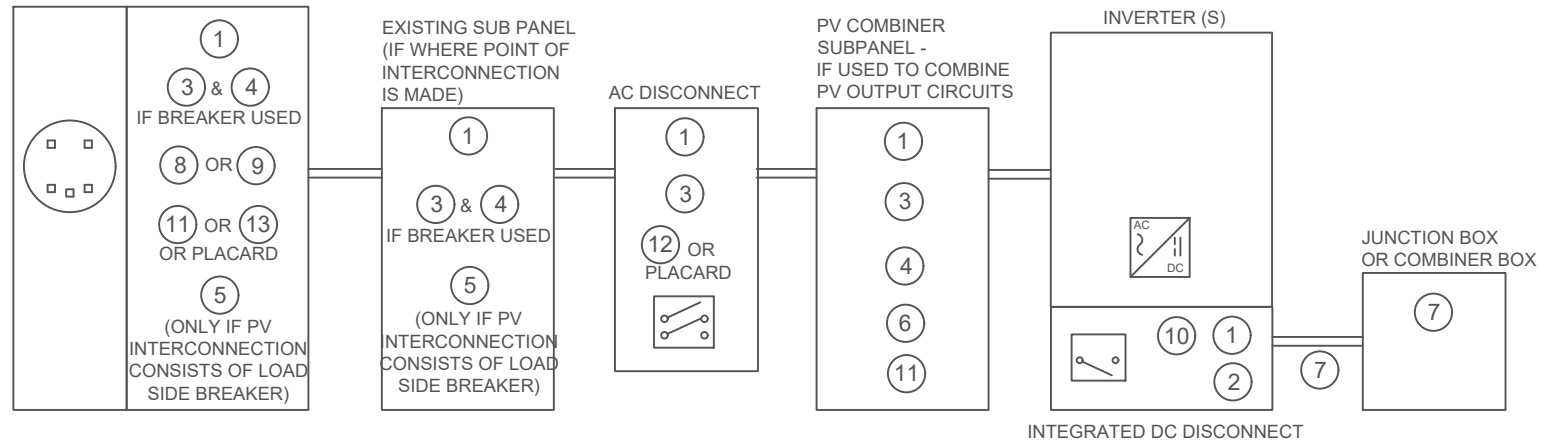 1
3 & 4
IF BREAKER USED
8 OR 9
11 OR 13
OR PLACARD
5
(ONLY IF PV
INTERCONNECTION
CONSISTS OF LOAD
SIDE BREAKER)
EXISTING SUB PANEL
(IF WHERE POINT OF
INTERCONNECTION
IS MADE)
1
3 & 4
IF BREAKER USED
5
(ONLY IF PV
INTERCONNECTION
CONSISTS OF LOAD
SIDE BREAKER)
AC DISCONNECT
1
3
12 OR
PLACARD
PV COMBINER
SUBPANEL -
IF USED TO COMBINE
PV OUTPUT CIRCUITS
1
3
4
6
11
INVERTER (S)
AC
DC
10 1
2
INTEGRATED DC DISCONNECT
7
JUNCTION BOX
OR COMBINER BOX
7